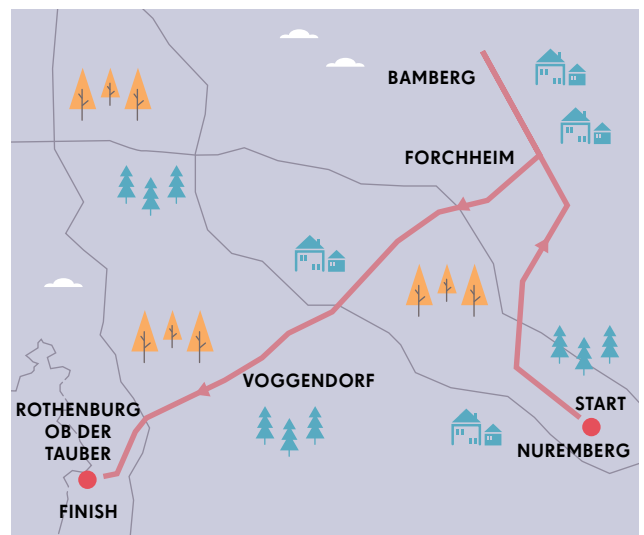 BAMBERG
FORCHHEIM
VOGGENDORF
START
NUREMBERG
ROTHENBURG
OB DER
TAUBER
FINISH